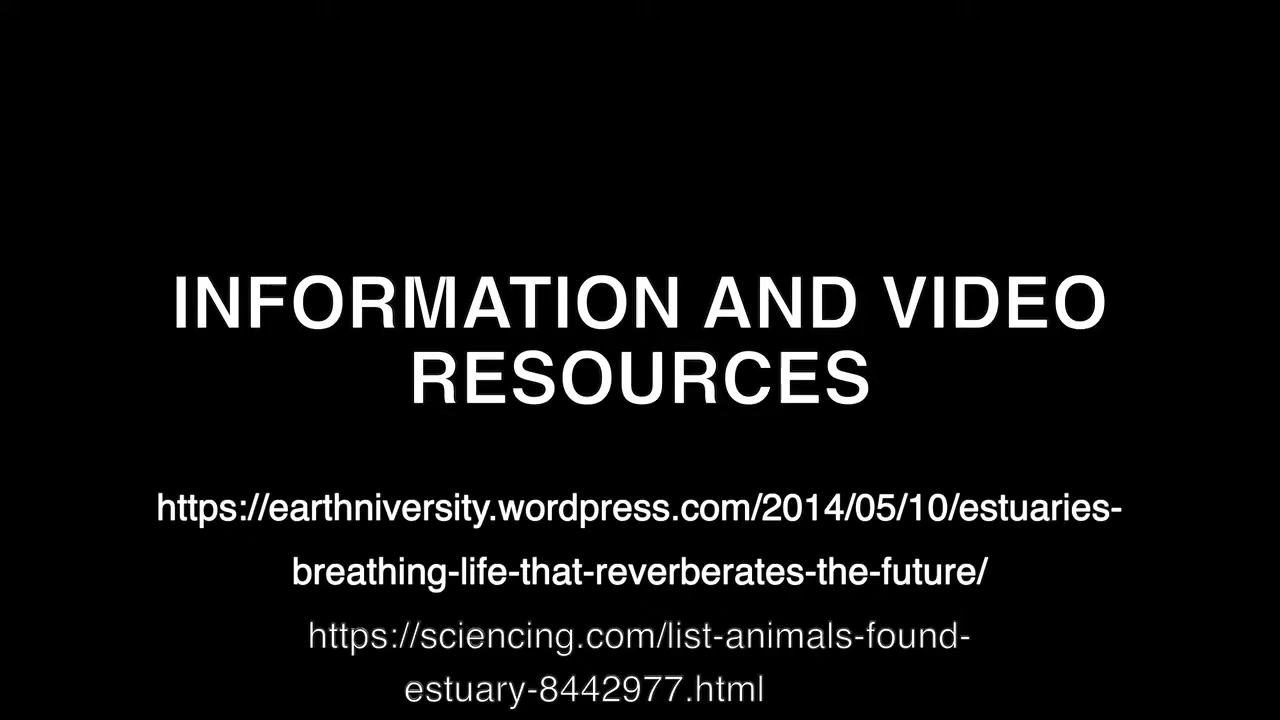 INFORMATION AND VIDEO
RESOURCES
https://earthniversity.wordpress.com/2014/05/10/estuaries-
breathing-life-that-reverberates-the-future/
https://sciencing.com/list-animals-found-
estuary-8442977.html